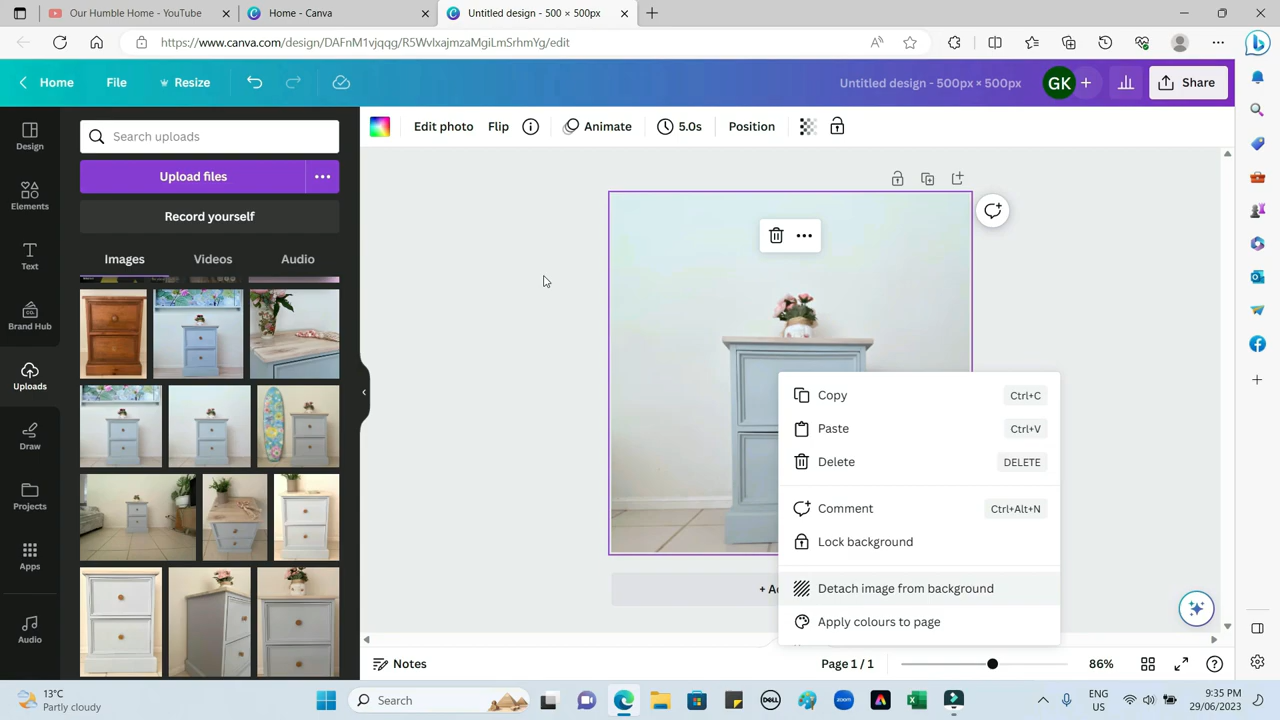 Our Humble Home - YouTube
Home - Canva
Untitled design - 500 × 500px
https://www.canva.com/design/DAFnM1vjqqg/R5WvlxajmzaMgiLmSrhmYg/edit
Home
File
Resize
Untitled design - 500px × 500px
GK
Share
Design
Elements
Text
Brand Hub
Uploads
Draw
Projects
Apps
Audio
Search uploads
Upload files
Record yourself
Images
Videos
Audio
Edit photo
Flip
Animate
5.0s
Position
Copy Ctrl+C
Paste Ctrl+V
Delete DELETE
Comment Ctrl+Alt+N
Lock background
Detach image from background
Apply colours to page
Notes
Page 1 / 1
86%
13°C
Partly cloudy
Search
DELL
zoom
ENG
US
9:35 PM
29/06/2023